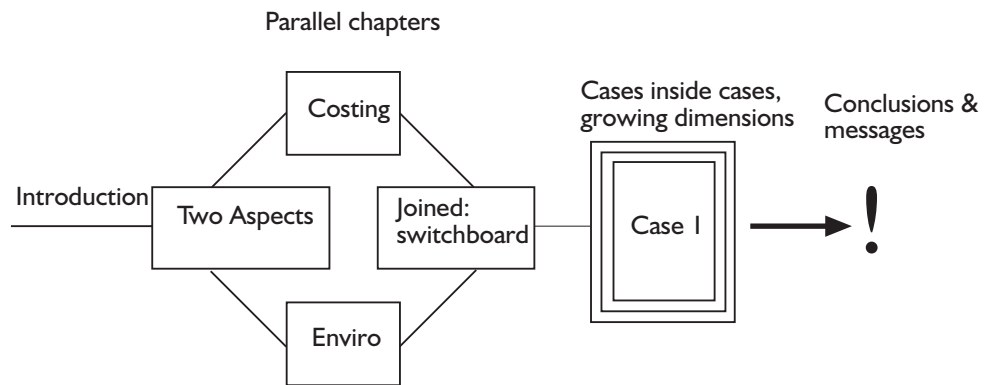 Parallel chapters
Costing
Cases inside cases,
growing dimensions
Conclusions &
messages
Introduction
Two Aspects
Joined:
switchboard
Case 1
!
Enviro